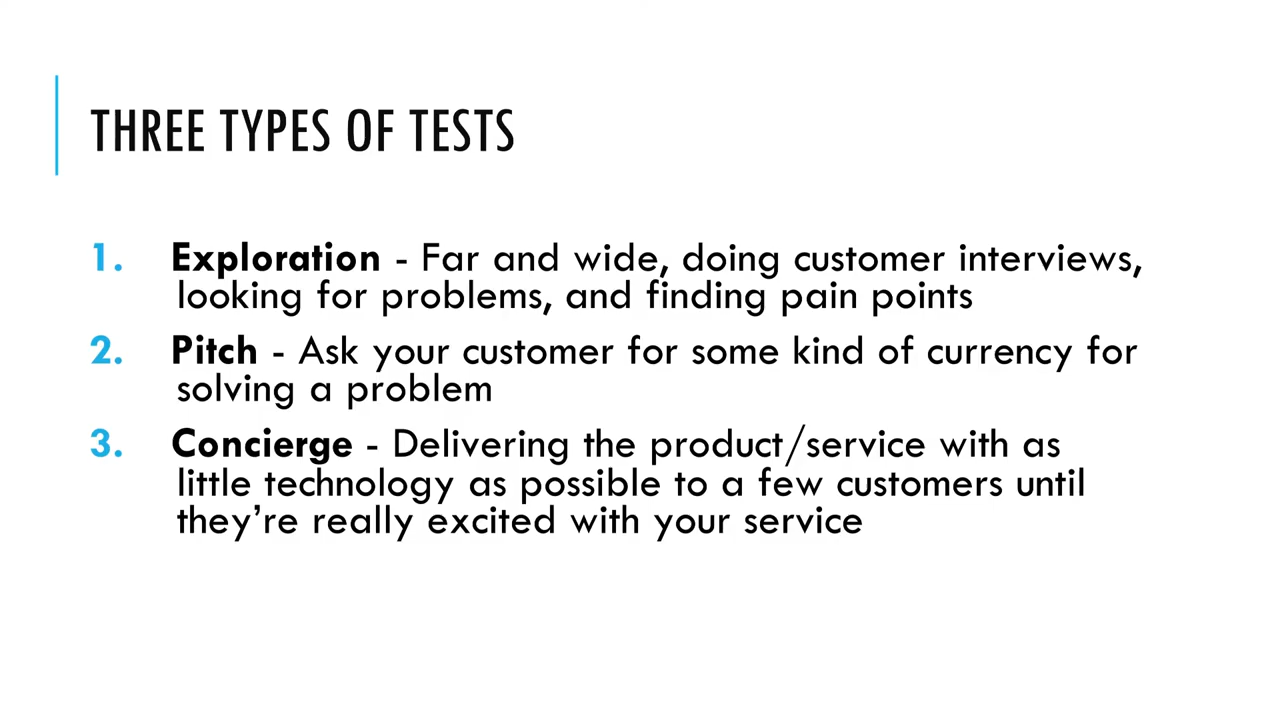 THREE TYPES OF TESTS
1. Exploration - Far and wide, doing customer interviews,
looking for problems, and finding pain points
2. Pitch - Ask your customer for some kind of currency for
solving a problem
3. Concierge - Delivering the product/service with as
little technology as possible to a few customers until
they’re really excited with your service